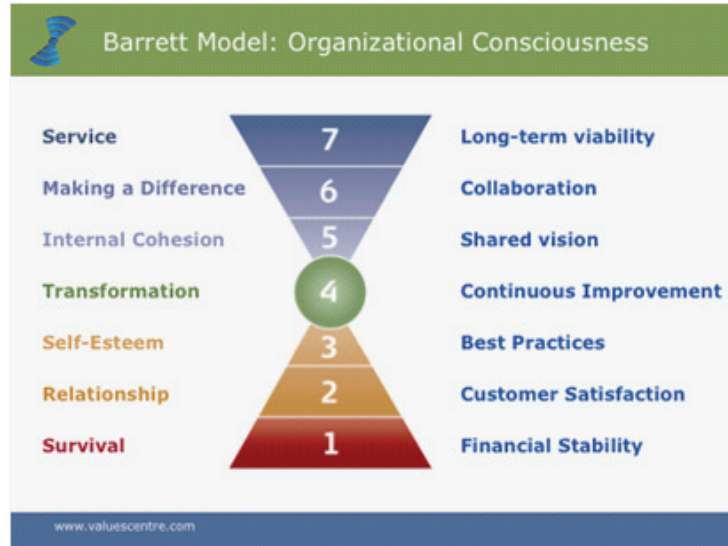 Barrett Model: Organizational Consciousness
Service 7 Long-term viability
Making a Difference 6 Collaboration
Internal Cohesion 5 Shared vision
Transformation 4 Continuous Improvement
Self-Esteem 3 Best Practices
Relationship 2 Customer Satisfaction
Survival 1 Financial Stability
www.valuescentre.com